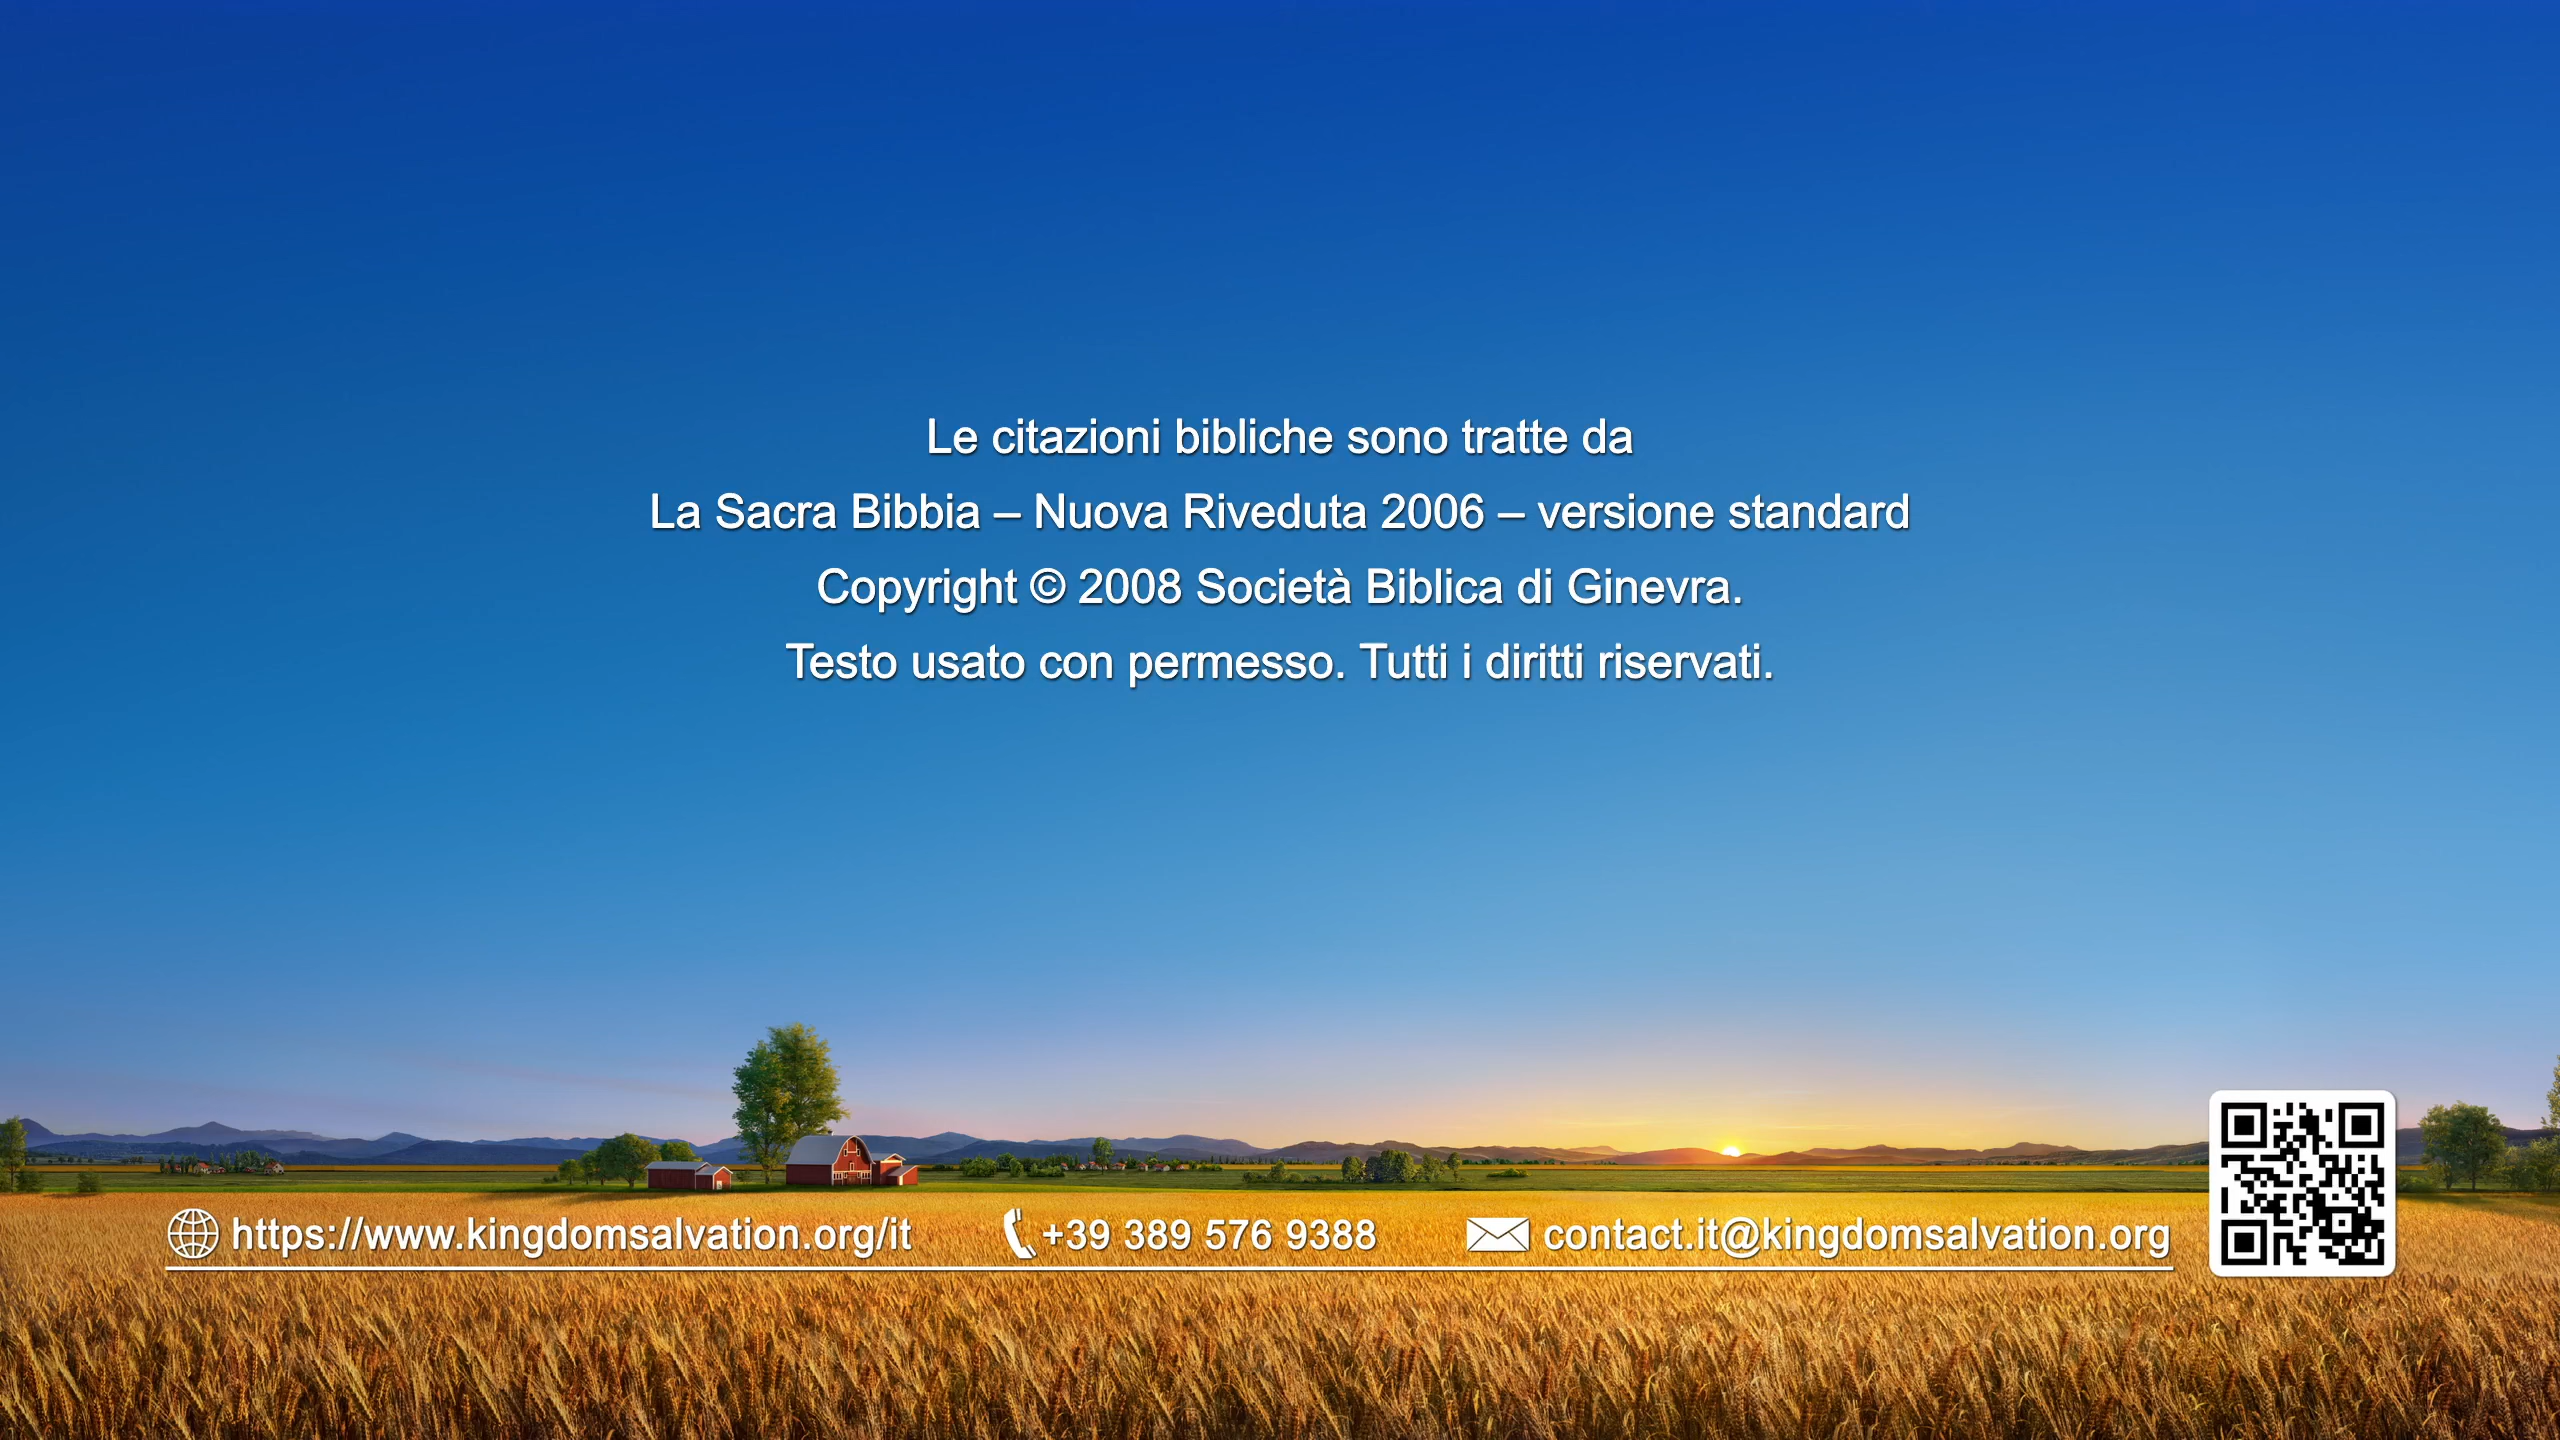 Le citazioni bibliche sono tratte da
La Sacra Bibbia – Nuova Riveduta 2006 – versione standard
Copyright © 2008 Società Biblica di Ginevra.
Testo usato con permesso. Tutti i diritti riservati.
https://www.kingdomsalvation.org/it +39 389 576 9388 contact.it@kingdomsalvation.org